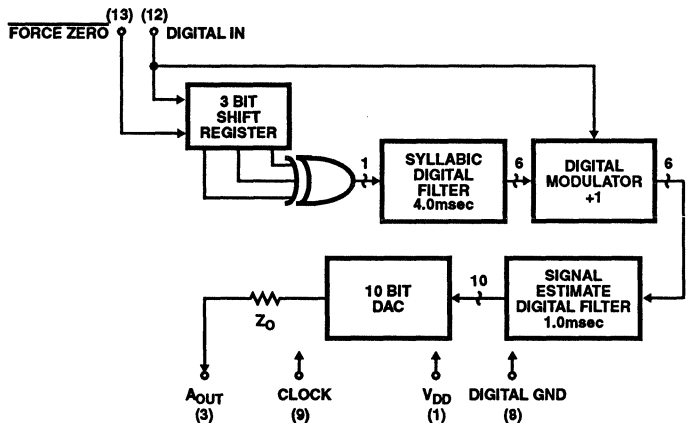 (13) (12)
FORCE ZERO DIGITAL IN
3 BIT
SHIFT
REGISTER
1
SYLLABIC
DIGITAL
FILTER
4.0msec
6
DIGITAL
MODULATOR
+1
6
10 BIT
DAC
10
SIGNAL
ESTIMATE
DIGITAL FILTER
1.0msec
ZO
AOUT CLOCK VDD DIGITAL GND
(3) (9) (1) (8)